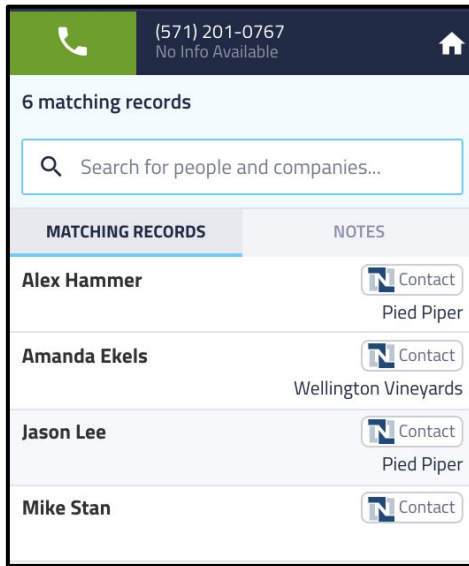 (571) 201-0767
No Info Available
6 matching records
Search for people and companies...
MATCHING RECORDS NOTES
Alex Hammer N Contact
Pied Piper
Amanda Ekels N Contact
Wellington Vineyards
Jason Lee N Contact
Pied Piper
Mike Stan N Contact